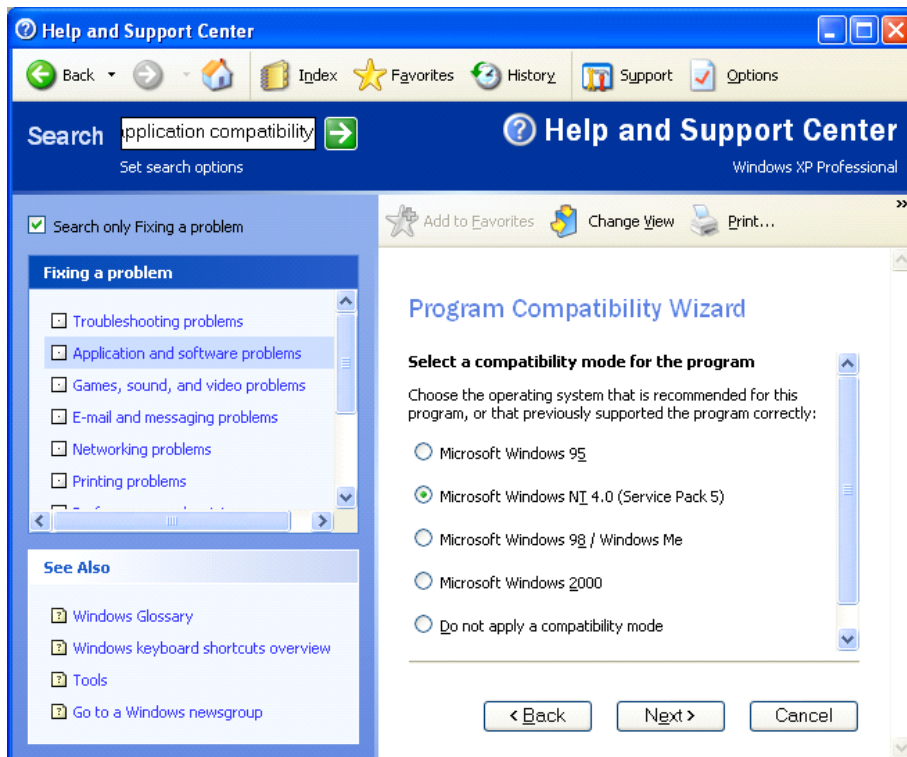 Help and Support Center
Back
Index
Favorites
History
Support
Options
Search
pplication compatibility
Set search options
Help and Support Center
Windows XP Professional
Search only Fixing a problem
Add to Favorites
Change View
Print...
Fixing a problem
Troubleshooting problems
Application and software problems
Games, sound, and video problems
E-mail and messaging problems
Networking problems
Printing problems
See Also
Windows Glossary
Windows keyboard shortcuts overview
Tools
Go to a Windows newsgroup
Program Compatibility Wizard
Select a compatibility mode for the program
Choose the operating system that is recommended for this
program, or that previously supported the program correctly:
Microsoft Windows 95
Microsoft Windows NT 4.0 (Service Pack 5)
Microsoft Windows 98 / Windows Me
Microsoft Windows 2000
Do not apply a compatibility mode
< Back
Next >
Cancel